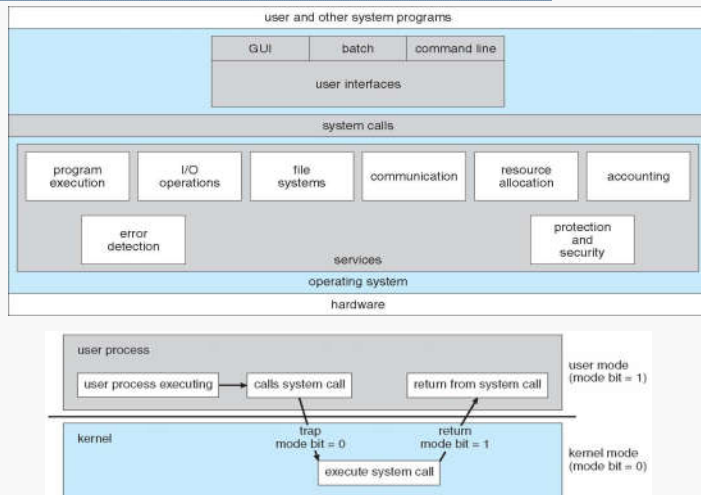 user and other system programs
GUI batch command line
user interfaces
system calls
program
execution
I/O
operations
file
systems
communication
resource
allocation
accounting
error
detection
protection
and
security
services
operating system
hardware
user process
user process executing
calls system call
return from system call
user mode
(mode bit = 1)
kernel
trap
mode bit = 0
return
mode bit = 1
execute system call
kernel mode
(mode bit = 0)